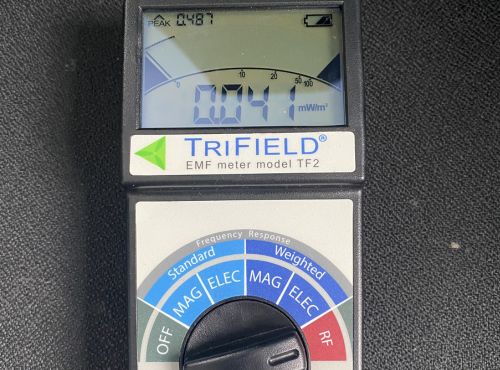 PEAK 0.487
0 10 20 50 100
0.041 mW/m²
TRIFIELD®
EMF meter model TF2
Frequency Response
Standard Weighted
OFF MAG ELEC MAG ELEC RF